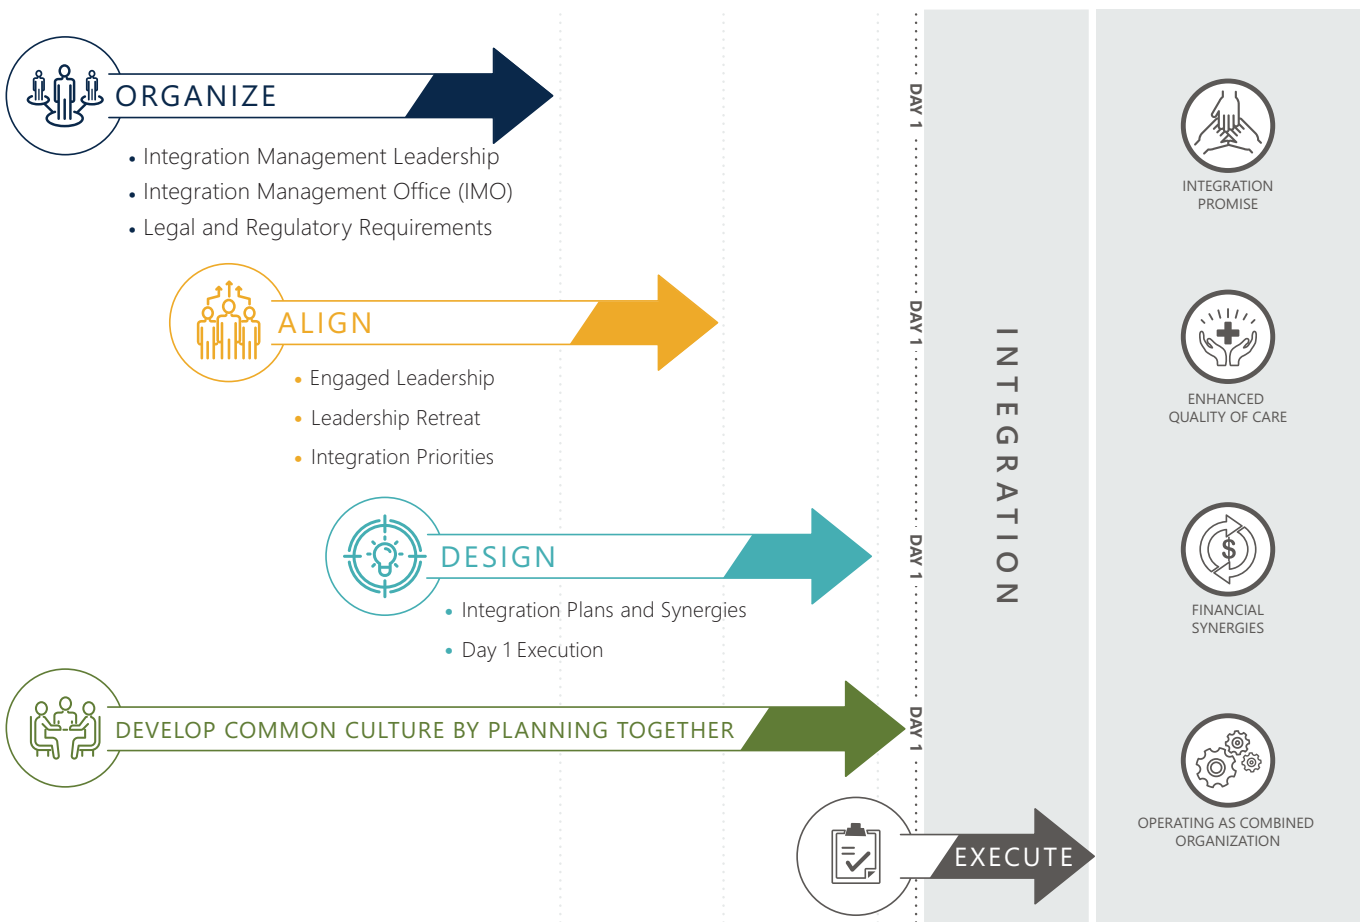 ORGANIZE
• Integration Management Leadership
• Integration Management Office (IMO)
• Legal and Regulatory Requirements
ALIGN
• Engaged Leadership
• Leadership Retreat
• Integration Priorities
DESIGN
• Integration Plans and Synergies
• Day 1 Execution
DEVELOP COMMON CULTURE BY PLANNING TOGETHER
EXECUTE
DAY 1
DAY 1
DAY 1
DAY 1
INTEGRATION
INTEGRATION
PROMISE
ENHANCED
QUALITY OF CARE
$
FINANCIAL
SYNERGIES
OPERATING AS COMBINED
ORGANIZATION